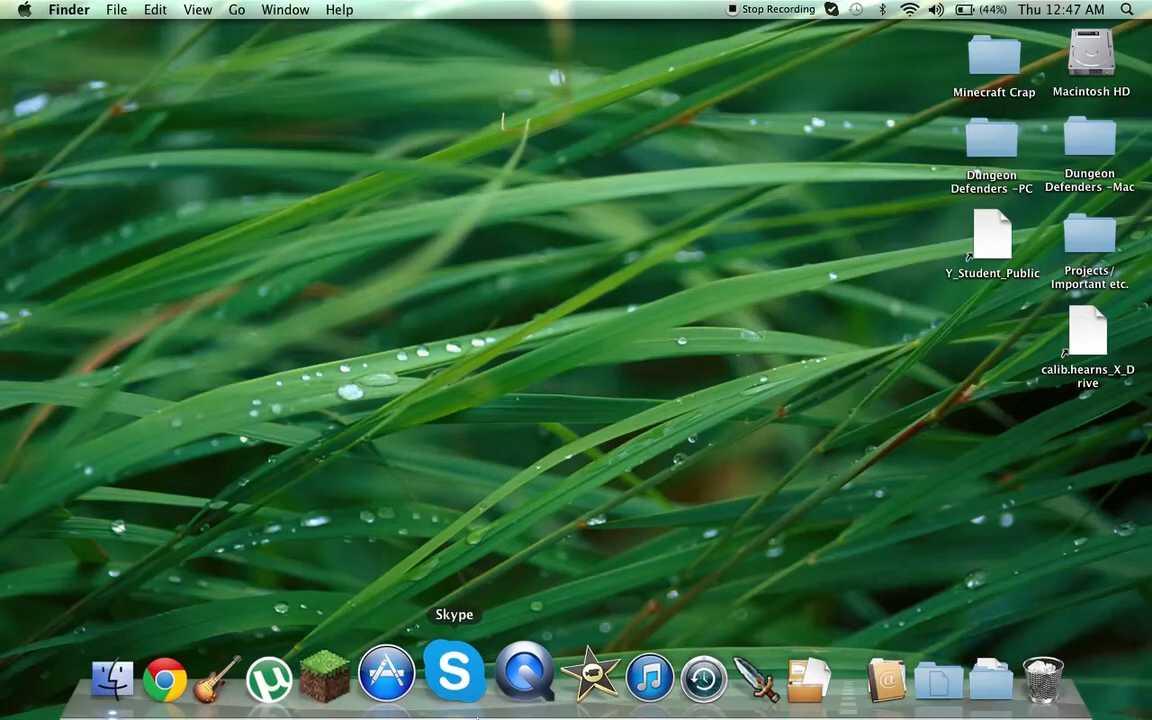 Finder File Edit View Go Window Help
Stop Recording (44%) Thu 12:47 AM
Minecraft Crap
Macintosh HD
Dungeon
Defenders -PC
Dungeon
Defenders -Mac
Y_Student_Public
Projects/
Important etc.
calib.hearns_X_D
rive
Skype